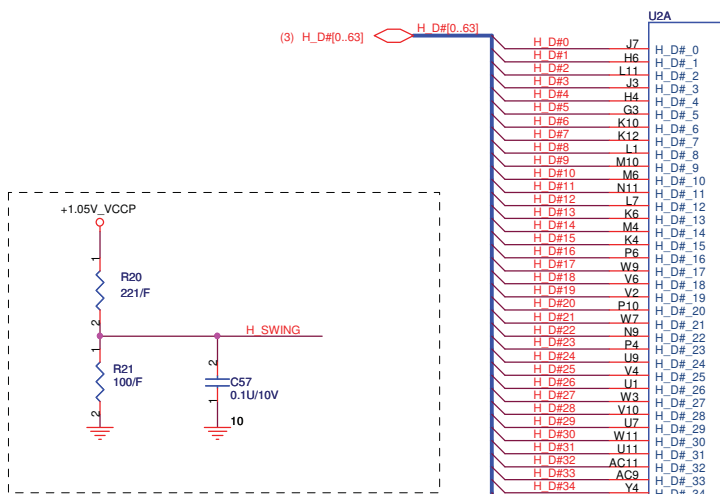 U2A
(3) H_D#[0..63] H_D#[0..63]
H_D#0 J7 H_D#_0
H_D#1 H6 H_D#_1
H_D#2 L11 H_D#_2
H_D#3 J3 H_D#_3
H_D#4 H4 H_D#_4
H_D#5 G3 H_D#_5
H_D#6 K10 H_D#_6
H_D#7 K12 H_D#_7
H_D#8 L1 H_D#_8
H_D#9 M10 H_D#_9
H_D#10 M6 H_D#_10
H_D#11 N11 H_D#_11
H_D#12 L7 H_D#_12
H_D#13 K6 H_D#_13
H_D#14 M4 H_D#_14
H_D#15 K4 H_D#_15
H_D#16 P6 H_D#_16
H_D#17 W9 H_D#_17
H_D#18 V6 H_D#_18
H_D#19 V2 H_D#_19
H_D#20 P10 H_D#_20
H_D#21 W7 H_D#_21
H_D#22 N9 H_D#_22
H_D#23 P4 H_D#_23
H_D#24 U9 H_D#_24
H_D#25 V4 H_D#_25
H_D#26 U1 H_D#_26
H_D#27 W3 H_D#_27
H_D#28 V10 H_D#_28
H_D#29 U7 H_D#_29
H_D#30 W11 H_D#_30
H_D#31 U11 H_D#_31
H_D#32 AC11 H_D#_32
H_D#33 AC9 H_D#_33
H_D#34 Y4 H_D#_34
+1.05V_VCCP
1
R20
221/F
2
H_SWING
1
R21
100/F
2
2
C57
0.1U/10V
1
10